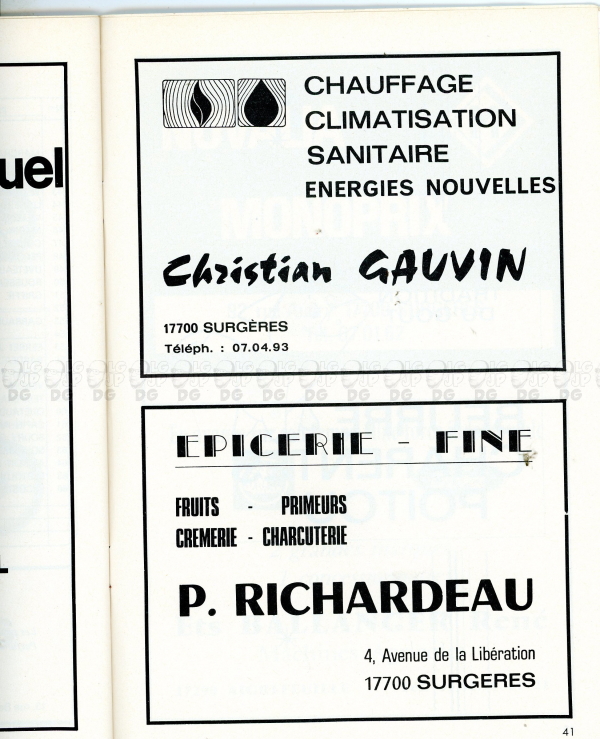 uel
CHAUFFAGE
CLIMATISATION
SANITAIRE
ENERGIES NOUVELLES
Christian GAUVIN
17700 SURGÈRES
Téléph. : 07.04.93
EPICERIE - FINE
FRUITS - PRIMEURS
CREMERIE - CHARCUTERIE
P. RICHARDEAU
4, Avenue de la Libération
17700 SURGERES
41